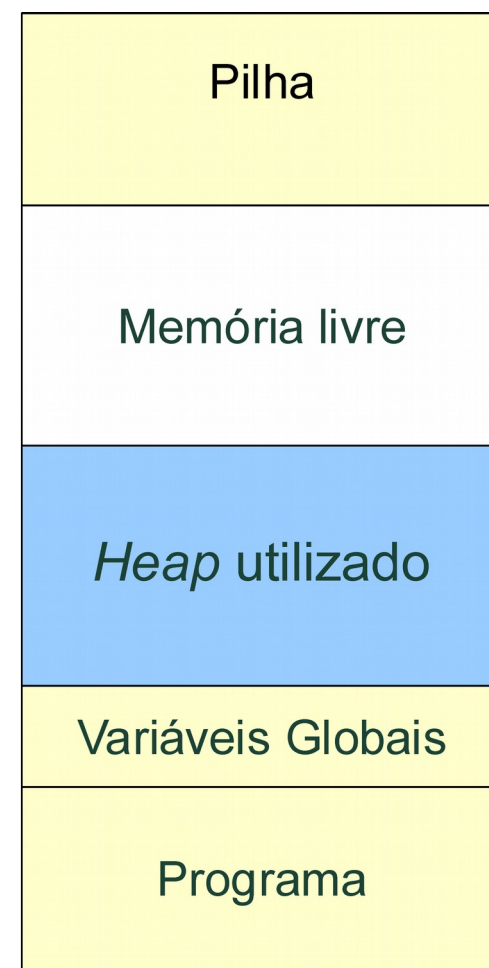 Pilha
Memória livre
Heap utilizado
Variáveis Globais
Programa